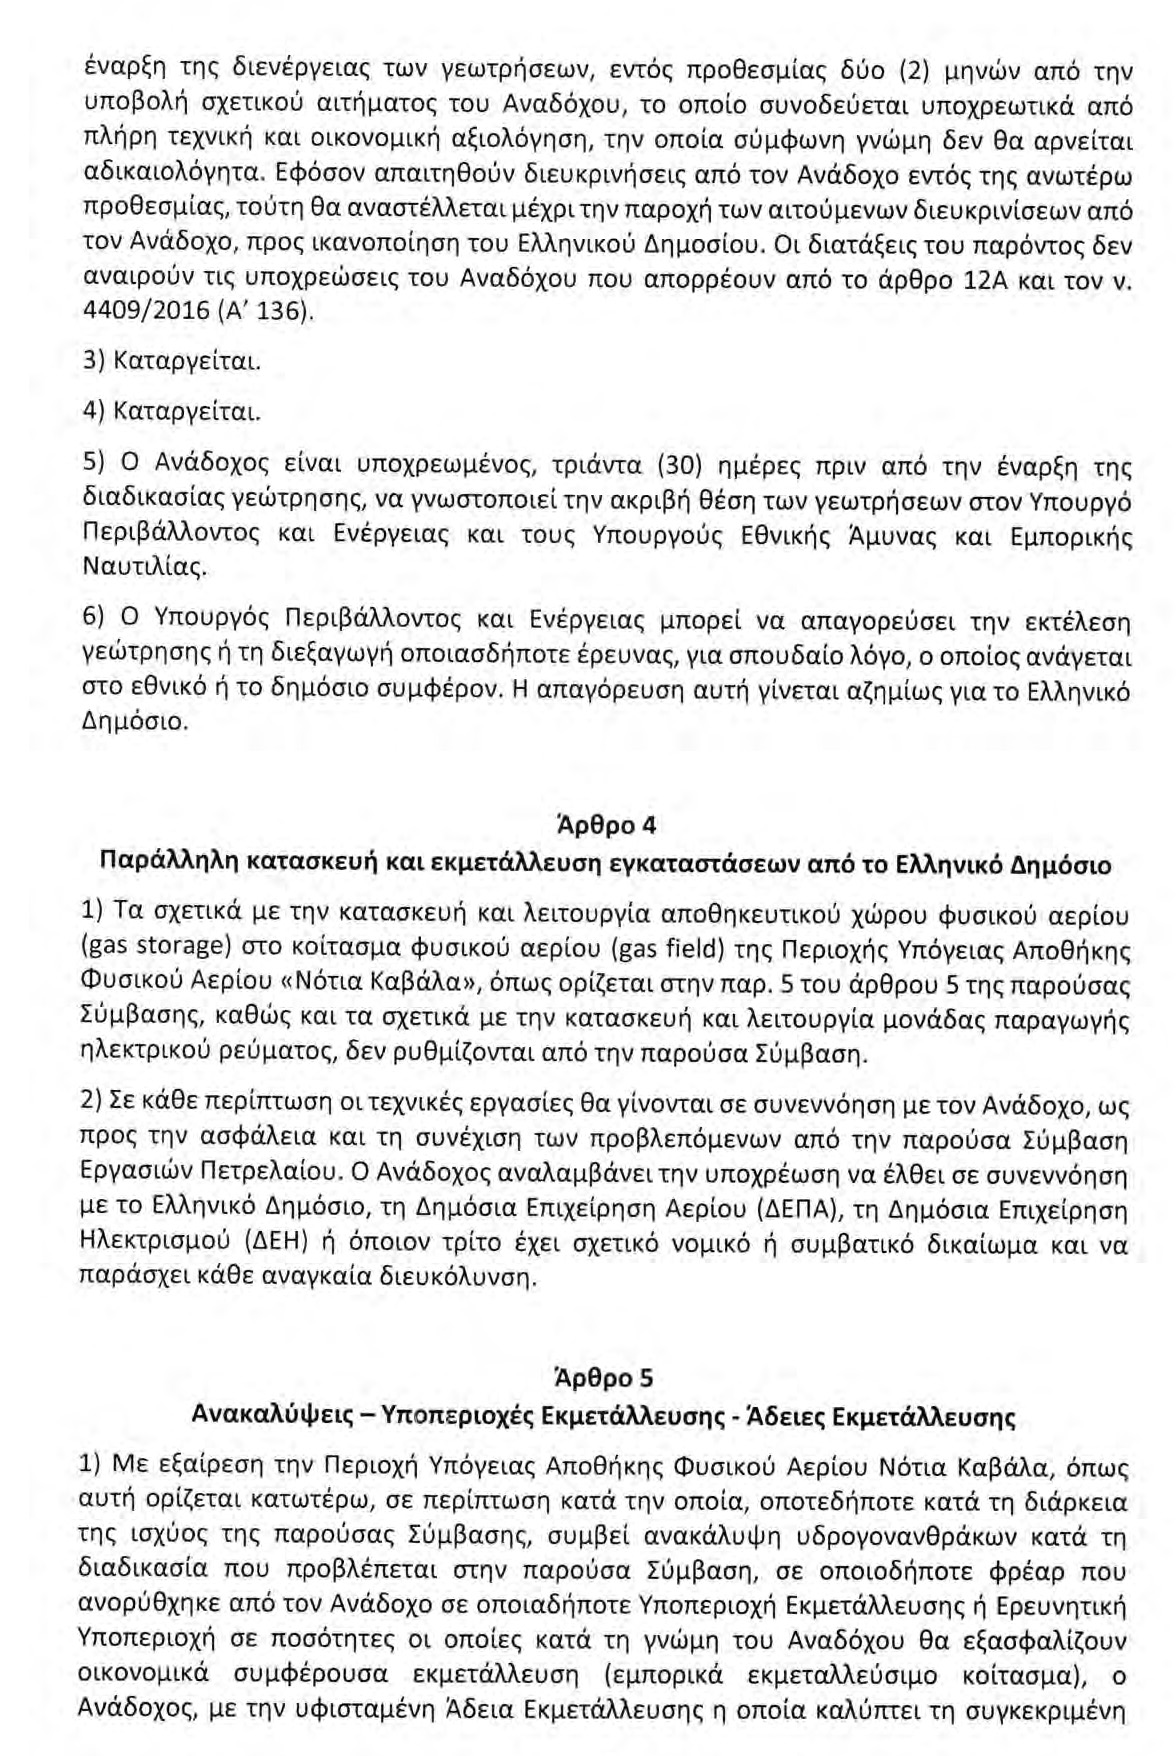 έναρξη της διενέργειας των γεωτρήσεων, εντός προθεσμίας δύο (2) μηνών από την
υποβολή σχετικού αιτήματος του Αναδόχου, το οποίο συνοδεύεται υποχρεωτικά από
πλήρη τεχνική και οικονομική αξιολόγηση, την οποία σύμφωνη γνώμη δεν θα αρνείται
αδικαιολόγητα. Εφόσον απαιτηθούν διευκρινήσεις από τον Ανάδοχο εντός της ανωτέρω
προθεσμίας, τούτη θα αναστέλλεται μέχρι την παροχή των αιτούμενων διευκρινίσεων από
τον Ανάδοχο, προς ικανοποίηση του Ελληνικού Δημοσίου. Οι διατάξεις του παρόντος δεν
αναιρούν τις υποχρεώσεις του Αναδόχου που απορρέουν από το άρθρο 12Α και τον ν.
4409/2016 (Α’ 136).
3) Καταργείται.
4) Καταργείται.
5) Ο Ανάδοχος είναι υποχρεωμένος, τριάντα (30) ημέρες πριν από την έναρξη της
διαδικασίας γεώτρησης, να γνωστοποιεί την ακριβή θέση των γεωτρήσεων στον Υπουργό
Περιβάλλοντος και Ενέργειας και τους Υπουργούς Εθνικής Άμυνας και Εμπορικής
Ναυτιλίας.
6) Ο Υπουργός Περιβάλλοντος και Ενέργειας μπορεί να απαγορεύσει την εκτέλεση
γεώτρησης ή τη διεξαγωγή οποιασδήποτε έρευνας, για σπουδαίο λόγο, ο οποίος ανάγεται
στο εθνικό ή το δημόσιο συμφέρον. Η απαγόρευση αυτή γίνεται αζημίως για το Ελληνικό
Δημόσιο.
Άρθρο 4
Παράλληλη κατασκευή και εκμετάλλευση εγκαταστάσεων από το Ελληνικό Δημόσιο
1) Τα σχετικά με την κατασκευή και λειτουργία αποθηκευτικού χώρου φυσικού αερίου
(gas storage) στο κοίτασμα φυσικού αερίου (gas field) της Περιοχής Υπόγειας Αποθήκης
Φυσικού Αερίου «Νότια Καβάλα», όπως ορίζεται στην παρ. 5 του άρθρου 5 της παρούσας
Σύμβασης, καθώς και τα σχετικά με την κατασκευή και λειτουργία μονάδας παραγωγής
ηλεκτρικού ρεύματος, δεν ρυθμίζονται από την παρούσα Σύμβαση.
2) Σε κάθε περίπτωση οι τεχνικές εργασίες θα γίνονται σε συνεννόηση με τον Ανάδοχο, ως
προς την ασφάλεια και τη συνέχιση των προβλεπόμενων από την παρούσα Σύμβαση
Εργασιών Πετρελαίου. Ο Ανάδοχος αναλαμβάνει την υποχρέωση να έλθει σε συνεννόηση
με το Ελληνικό Δημόσιο, τη Δημόσια Επιχείρηση Αερίου (ΔΕΠΑ), τη Δημόσια Επιχείρηση
Ηλεκτρισμού (ΔΕΗ) ή όποιον τρίτο έχει σχετικό νομικό ή συμβατικό δικαίωμα και να
παράσχει κάθε αναγκαία διευκόλυνση.
Άρθρο 5
Ανακαλύψεις – Υποπεριοχές Εκμετάλλευσης - Άδειες Εκμετάλλευσης
1) Με εξαίρεση την Περιοχή Υπόγειας Αποθήκης Φυσικού Αερίου Νότια Καβάλα, όπως
αυτή ορίζεται κατωτέρω, σε περίπτωση κατά την οποία, οποτεδήποτε κατά τη διάρκεια
της ισχύος της παρούσας Σύμβασης, συμβεί ανακάλυψη υδρογονανθράκων κατά τη
διαδικασία που προβλέπεται στην παρούσα Σύμβαση, σε οποιοδήποτε φρέαρ που
ανορύθχηκε από τον Ανάδοχο σε οποιαδήποτε Υποπεριοχή Εκμετάλλευσης ή Ερευνητική
Υποπεριοχή σε ποσότητες οι οποίες κατά τη γνώμη του Αναδόχου θα εξασφαλίζουν
οικονομικά συμφέρουσα εκμετάλλευση (εμπορικά εκμεταλλεύσιμο κοίτασμα), ο
Ανάδοχος, με την υφισταμένη Άδεια Εκμετάλλευσης η οποία καλύπτει τη συγκεκριμένη